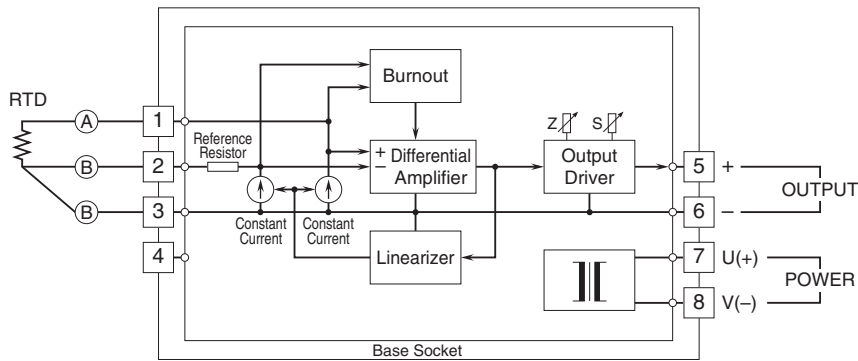 RTD
A
B
B
1
2
3
4
Reference
Resistor
Burnout
+
−
Differential
Amplifier
Constant
Current
Constant
Current
Linearizer
Z
S
Output
Driver
5 +
6 −
OUTPUT
7 U(+)
8 V(−)
POWER
Base Socket